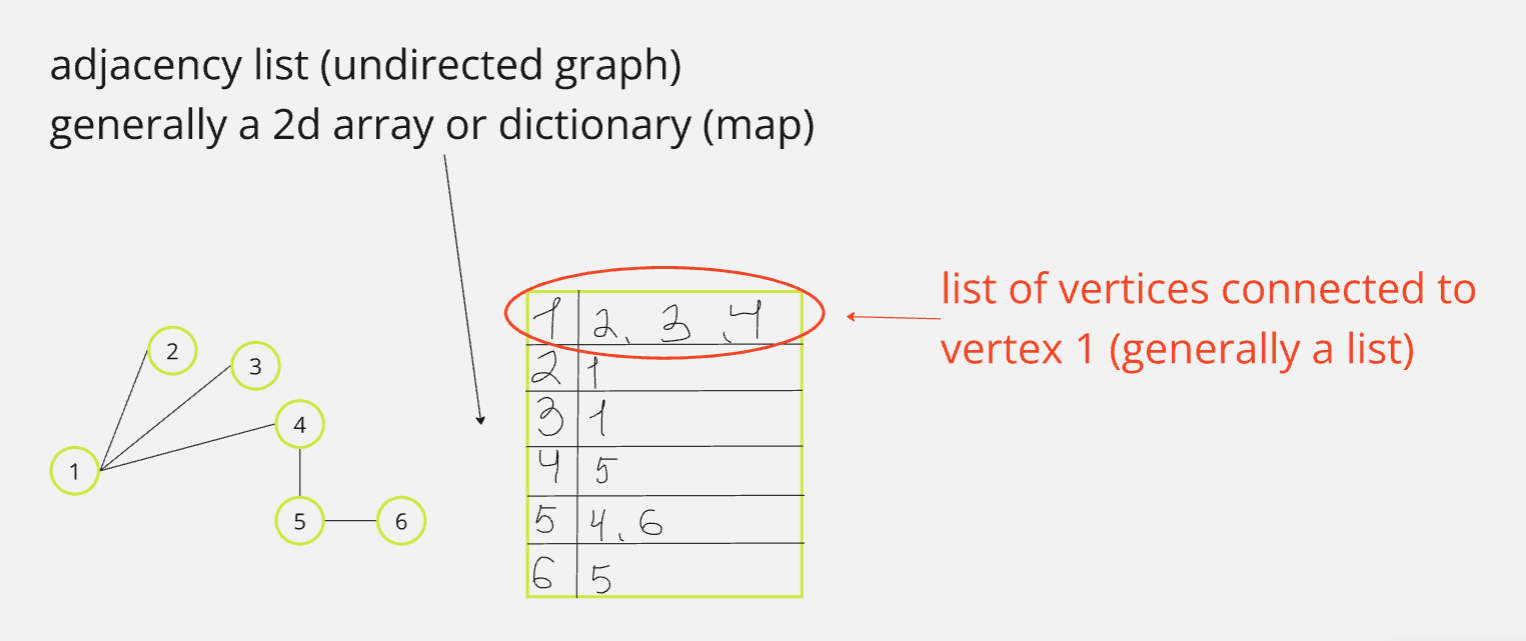 adjacency list (undirected graph)
generally a 2d array or dictionary (map)
list of vertices connected to
vertex 1 (generally a list)
2
3
4
1
5
6
1 2, 3, 4
2 1
3 1
4 5
5 4, 6
6 5